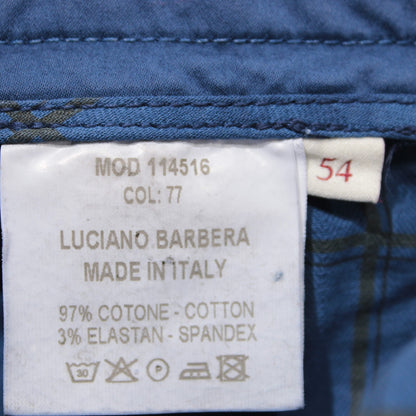 MOD 114516
COL: 77
54
LUCIANO BARBERA
MADE IN ITALY
97% COTONE - COTTON
3% ELASTAN - SPANDEX
30 P